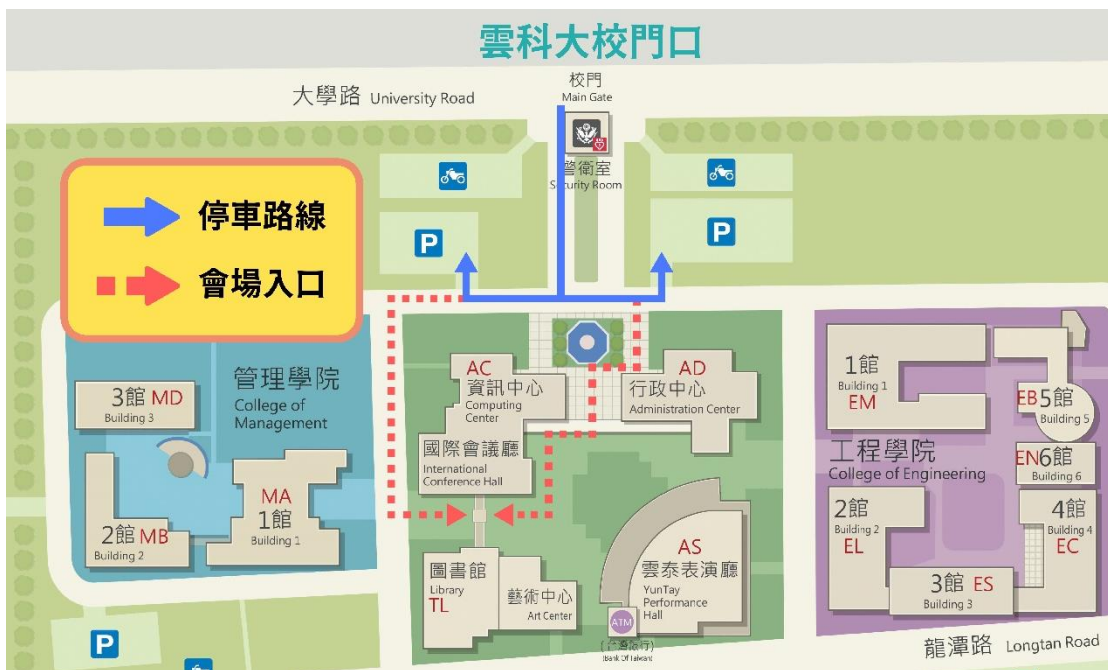 雲科大校門口
大學路 University Road
校門
Main Gate
警衛室
Security Room
停車路線
會場入口
P
P
管理學院
College of
Management
3館 MD
Building 3
2館 MB
Building 2
MA
1館
Building 1
AC
資訊中心
Computing
Center
國際會議廳
International
Conference Hall
AD
行政中心
Administration Center
圖書館
Library
TL
藝術中心
Art Center
AS
雲泰表演廳
YunTay
Performance
Hall
ATM
(Bank Of Taiwan)
1館
Building 1
EM
EB 5館
Building 5
工程學院
College of Engineering
EN 6館
Building 6
2館
Building 2
EL
4館
Building 4
EC
3館 ES
Building 3
龍潭路 Longtan Road
P